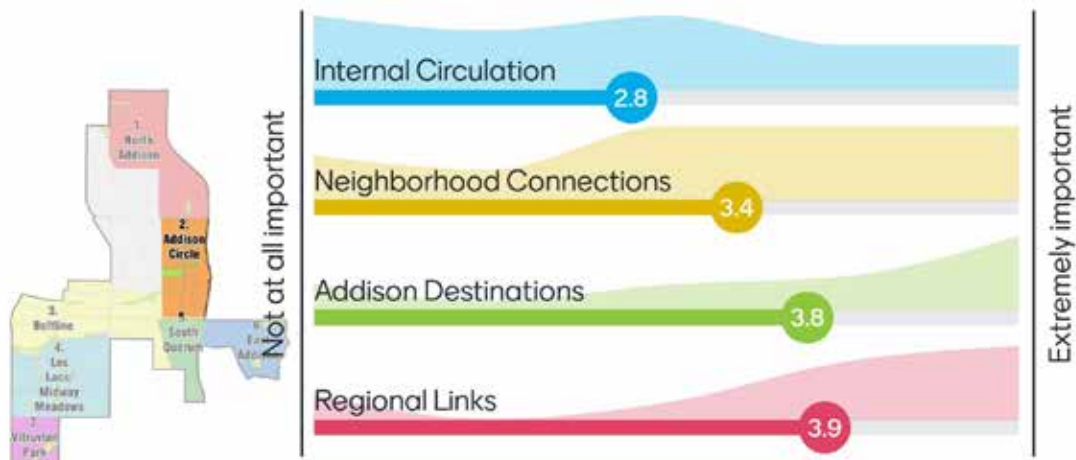 1.
North
Addison
2.
Addison
Circle
3.
Beltline
4.
Les
Lacs/
Midway
Meadows
5.
South
Quorum
6.
7.
Vitruvian
Park
Not at all important
Internal Circulation
2.8
Neighborhood Connections
3.4
Addison Destinations
3.8
Regional Links
3.9
Extremely important